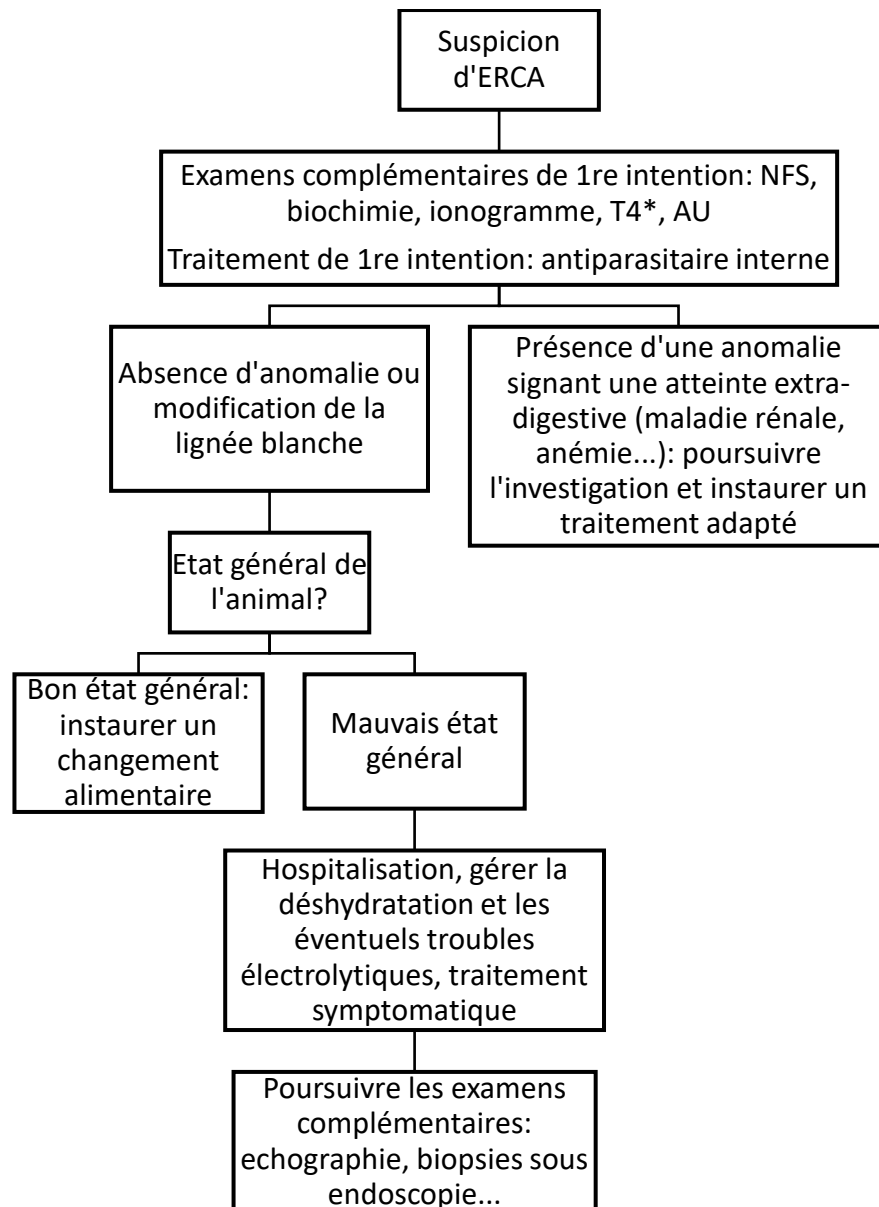 Suspicion
d'ERCA
Examens complémentaires de 1re intention: NFS,
biochimie, ionogramme, T4*, AU
Traitement de 1re intention: antiparasitaire interne
Absence d'anomalie ou
modification de la
lignée blanche
Présence d'une anomalie
signant une atteinte extra-
digestive (maladie rénale,
anémie...): poursuivre
l'investigation et instaurer un
traitement adapté
Etat général de
l'animal?
Bon état général:
instaurer un
changement
alimentaire
Mauvais état
général
Hospitalisation, gérer la
déshydratation et les
éventuels troubles
électrolytiques, traitement
symptomatique
Poursuivre les examens
complémentaires:
echographie, biopsies sous
endoscopie...